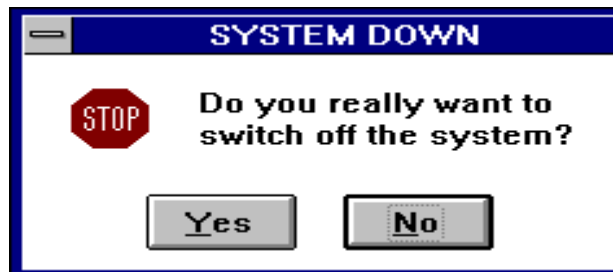 SYSTEM DOWN
STOP
Do you really want to
switch off the system?
Yes
No